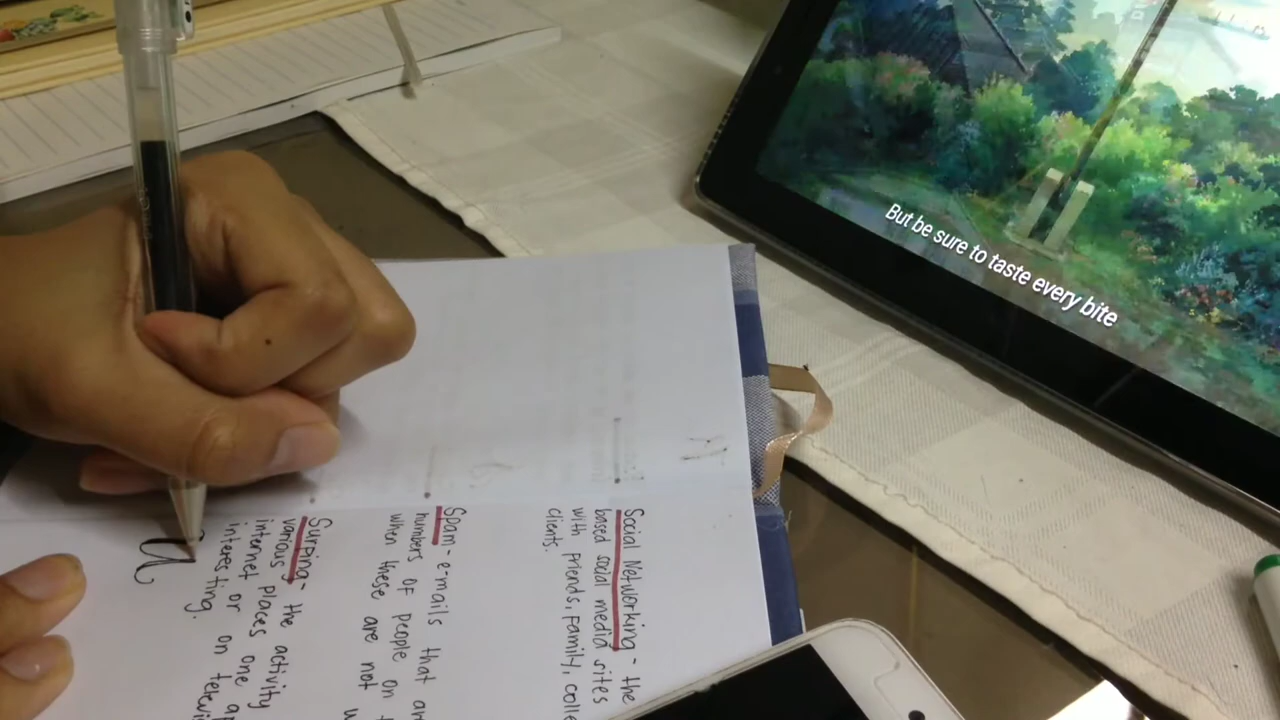 But be sure to taste every bite
Social Networking - the
based social media sites
with friends, family, colle
clients.
Spam - e-mails that ar
numbers of people on
when these are not
Surfing - the activity
various places one
internet or on televi
interesting.
U